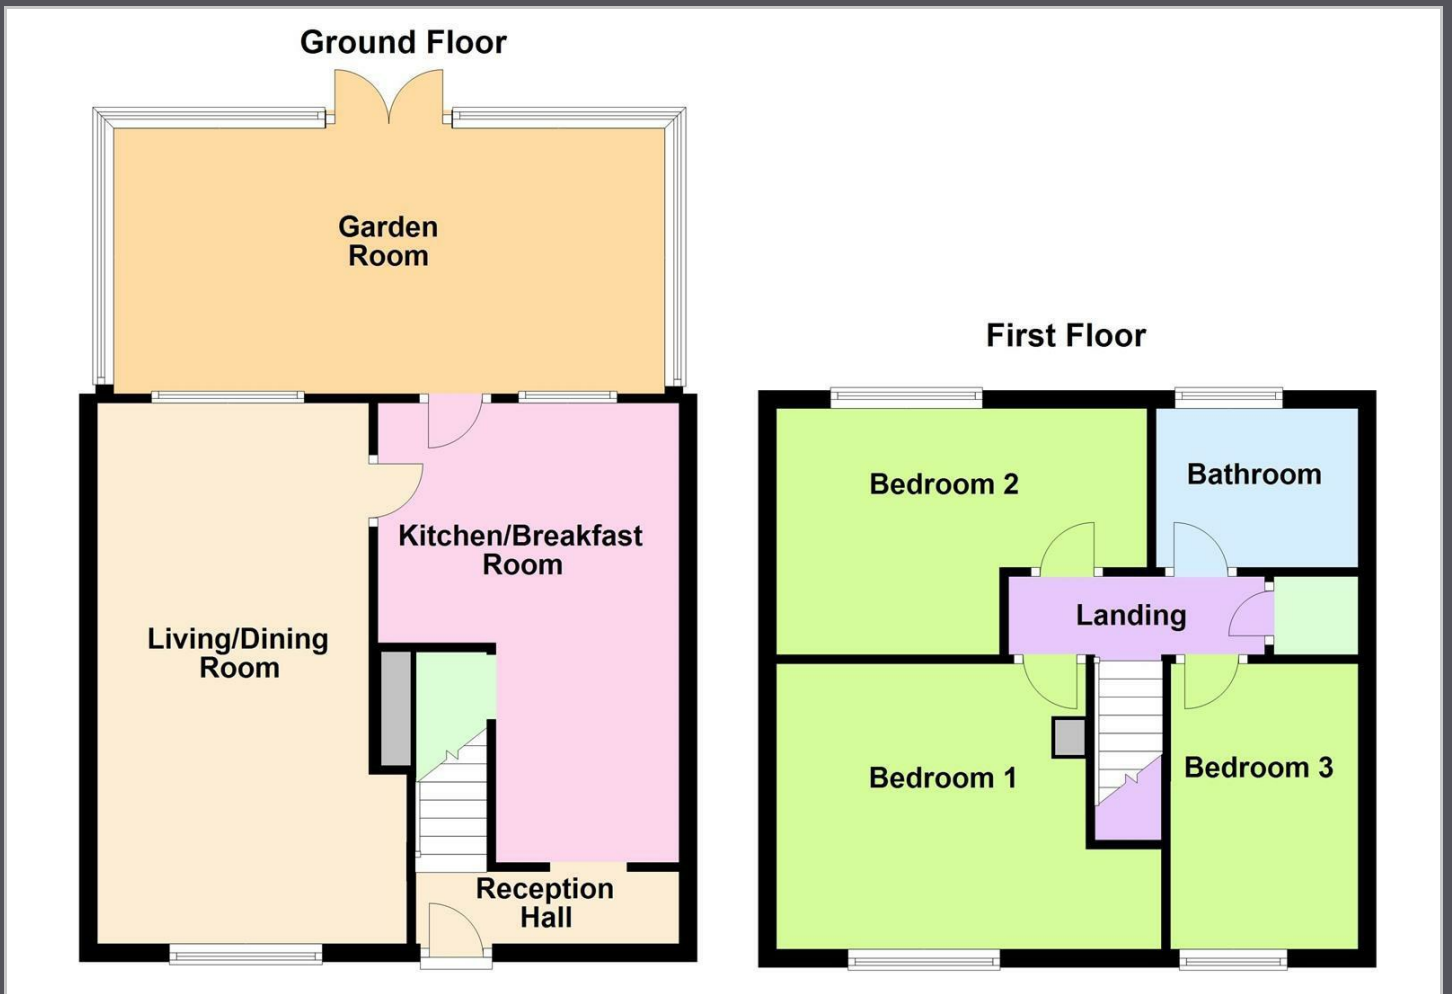 Ground Floor
Garden
Room
Kitchen/Breakfast
Room
Living/Dining
Room
Reception
Hall
First Floor
Bedroom 2
Bathroom
Landing
Bedroom 1
Bedroom 3